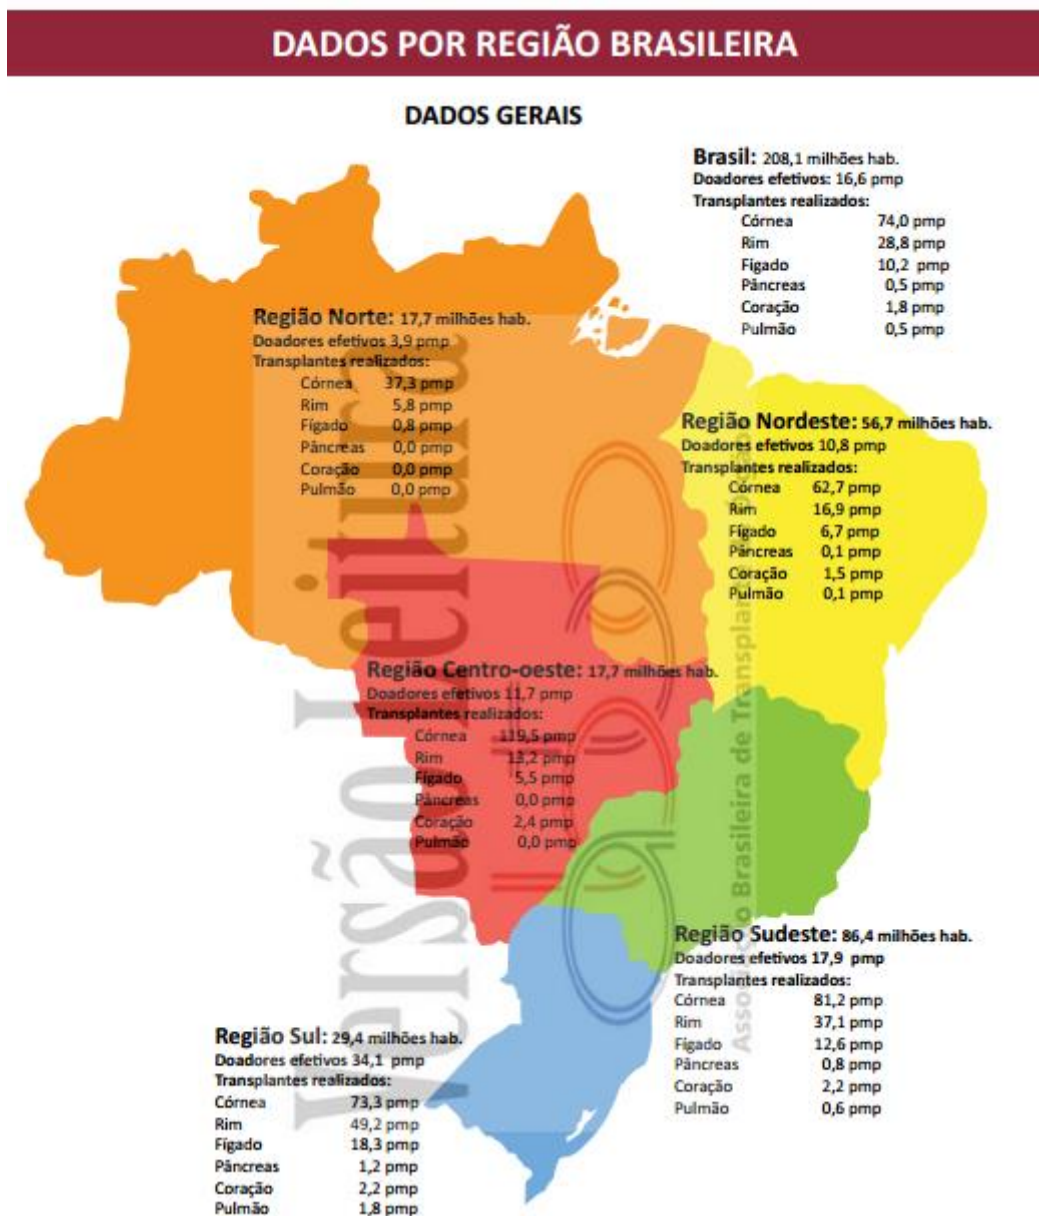 DADOS POR REGIÃO BRASILEIRA
DADOS GERAIS
Brasil: 208,1 milhões hab.
Doadores efetivos: 16,6 pmp
Transplantes realizados:
Córnea 74,0 pmp
Rim 28,8 pmp
Fígado 10,2 pmp
Pâncreas 0,5 pmp
Coração 1,8 pmp
Pulmão 0,5 pmp
Região Norte: 17,7 milhões hab.
Doadores efetivos 3,9 pmp
Transplantes realizados:
Córnea 37,3 pmp
Rim 5,8 pmp
Fígado 0,8 pmp
Pâncreas 0,0 pmp
Coração 0,0 pmp
Pulmão 0,0 pmp
Região Nordeste: 56,7 milhões hab.
Doadores efetivos 10,8 pmp
Transplantes realizados:
Córnea 62,7 pmp
Rim 16,9 pmp
Fígado 6,7 pmp
Pâncreas 0,1 pmp
Coração 1,5 pmp
Pulmão 0,1 pmp
Região Centro-oeste: 17,7 milhões hab.
Doadores efetivos 11,7 pmp
Transplantes realizados:
Córnea 119,5 pmp
Rim 13,2 pmp
Fígado 5,5 pmp
Pâncreas 0,0 pmp
Coração 2,4 pmp
Pulmão 0,0 pmp
Região Sudeste: 86,4 milhões hab.
Doadores efetivos 17,9 pmp
Transplantes realizados:
Córnea 81,2 pmp
Rim 37,1 pmp
Fígado 12,6 pmp
Pâncreas 0,8 pmp
Coração 2,2 pmp
Pulmão 0,6 pmp
Região Sul: 29,4 milhões hab.
Doadores efetivos 34,1 pmp
Transplantes realizados:
Córnea 73,3 pmp
Rim 49,2 pmp
Fígado 18,3 pmp
Pâncreas 1,2 pmp
Coração 2,2 pmp
Pulmão 1,8 pmp
Versão Leitura
Brasileira de Transplante